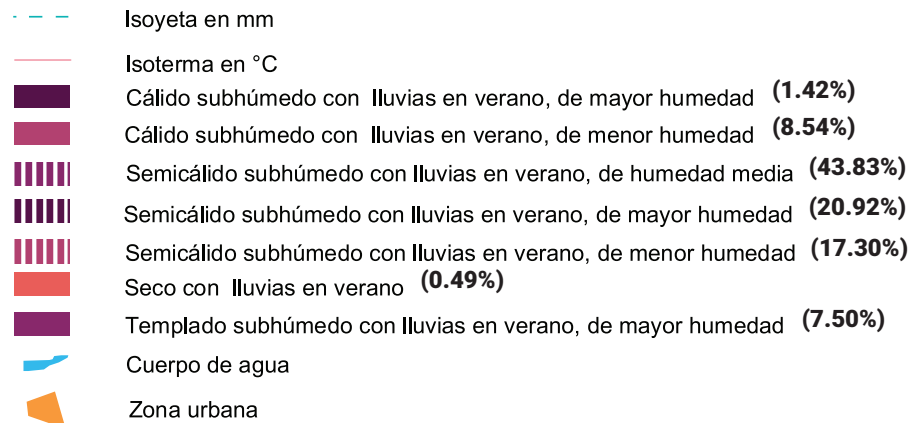 Isoyeta en mm
Isoterma en °C
Cálido subhúmedo con lluvias en verano, de mayor humedad (1.42%)
Cálido subhúmedo con lluvias en verano, de menor humedad (8.54%)
Semicálido subhúmedo con lluvias en verano, de humedad media (43.83%)
Semicálido subhúmedo con lluvias en verano, de mayor humedad (20.92%)
Semicálido subhúmedo con lluvias en verano, de menor humedad (17.30%)
Seco con lluvias en verano (0.49%)
Templado subhúmedo con lluvias en verano, de mayor humedad (7.50%)
Cuerpo de agua
Zona urbana